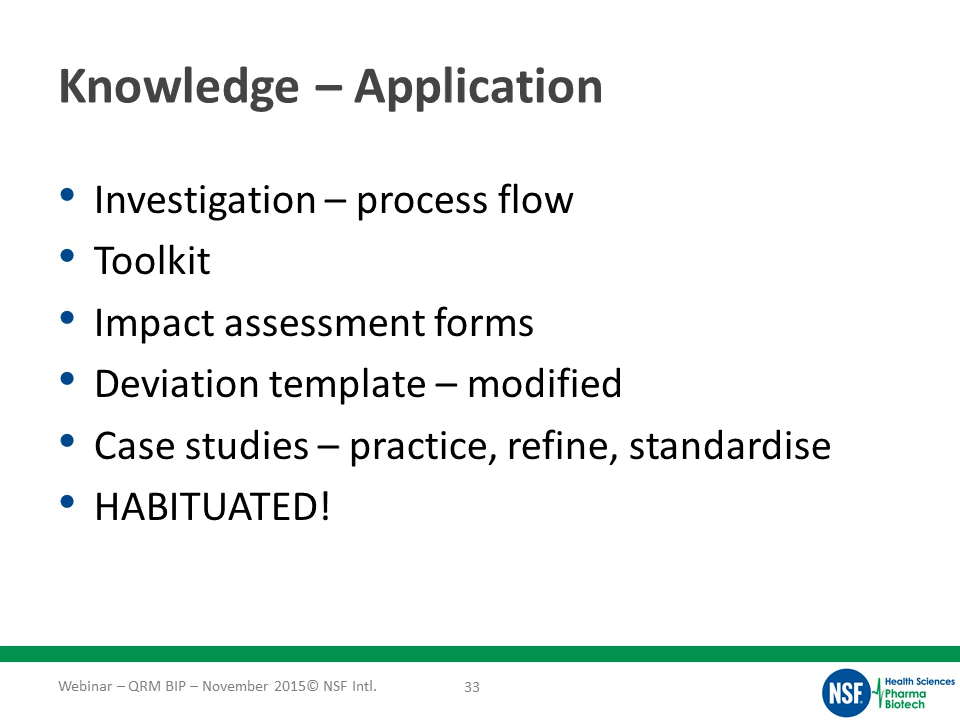 Knowledge – Application
• Investigation – process flow
• Toolkit
• Impact assessment forms
• Deviation template – modified
• Case studies – practice, refine, standardise
• HABITUATED!
Webinar – QRM BIP – November 2015© NSF Intl.
33
NSF
Health Sciences
Pharma
Biotech